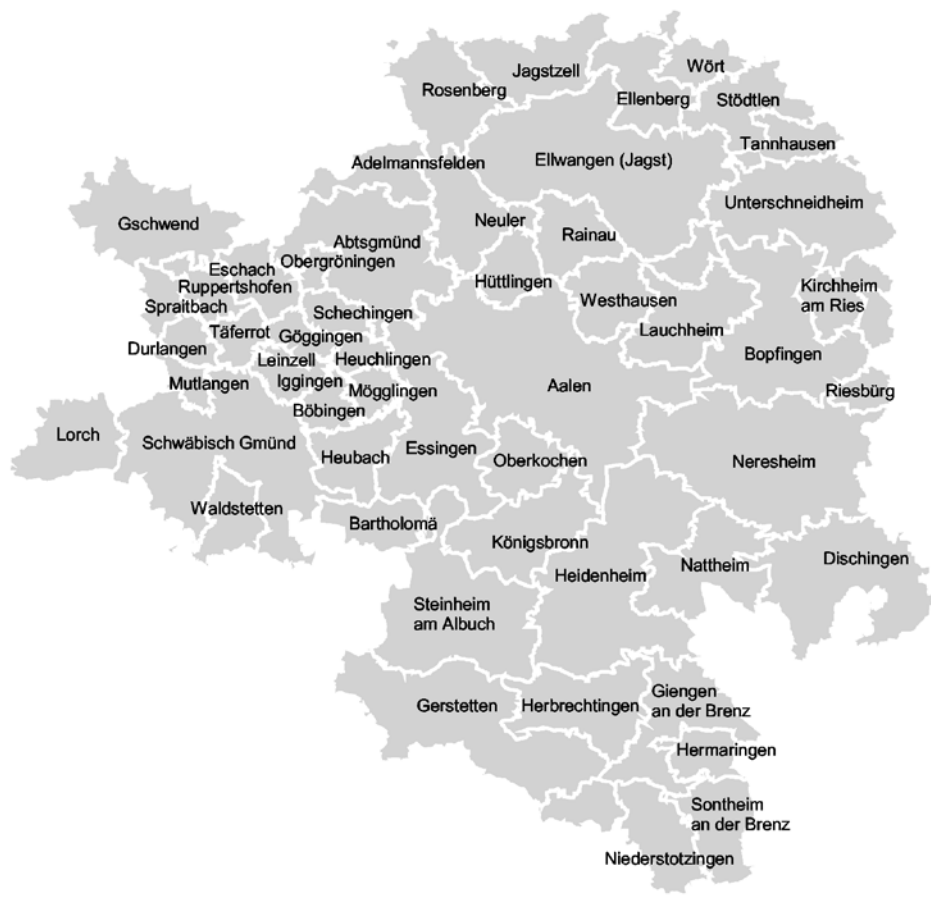 Wört
Jagstzell
Rosenberg
Ellenberg
Stödtlen
Tannhausen
Adelmannsfelden
Ellwangen (Jagst)
Unterschneidheim
Gschwend
Neuler
Rainau
Abtsgmünd
Obergröningen
Eschach
Hüttlingen
Ruppertshofen
Kirchheim
am Ries
Westhausen
Spraitbach
Schechingen
Lauchheim
Täferrot
Göggingen
Durlangen
Leinzell
Heuchlingen
Bopfingen
Mutlangen
Iggingen
Mögglingen
Aalen
Riesbürg
Böbingen
Lorch
Schwäbisch Gmünd
Heubach
Essingen
Oberkochen
Neresheim
Waldstetten
Bartholomä
Königsbronn
Heidenheim
Nattheim
Dischingen
Steinheim
am Albuch
Gerstetten
Herbrechtingen
Giengen
an der Brenz
Hermaringen
Sontheim
an der Brenz
Niederstotzingen